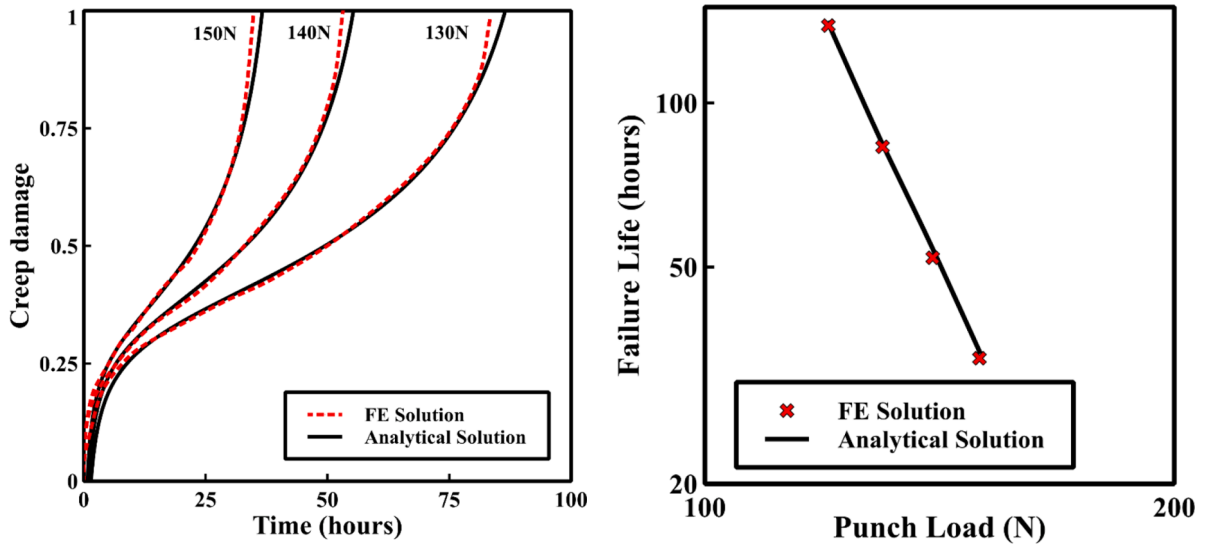 1
0.75
0.5
0.25
0
Creep damage
150N 140N 130N
FE Solution
Analytical Solution
0 25 50 75 100
Time (hours)
100
50
20
Failure Life (hours)
FE Solution
Analytical Solution
100 200
Punch Load (N)